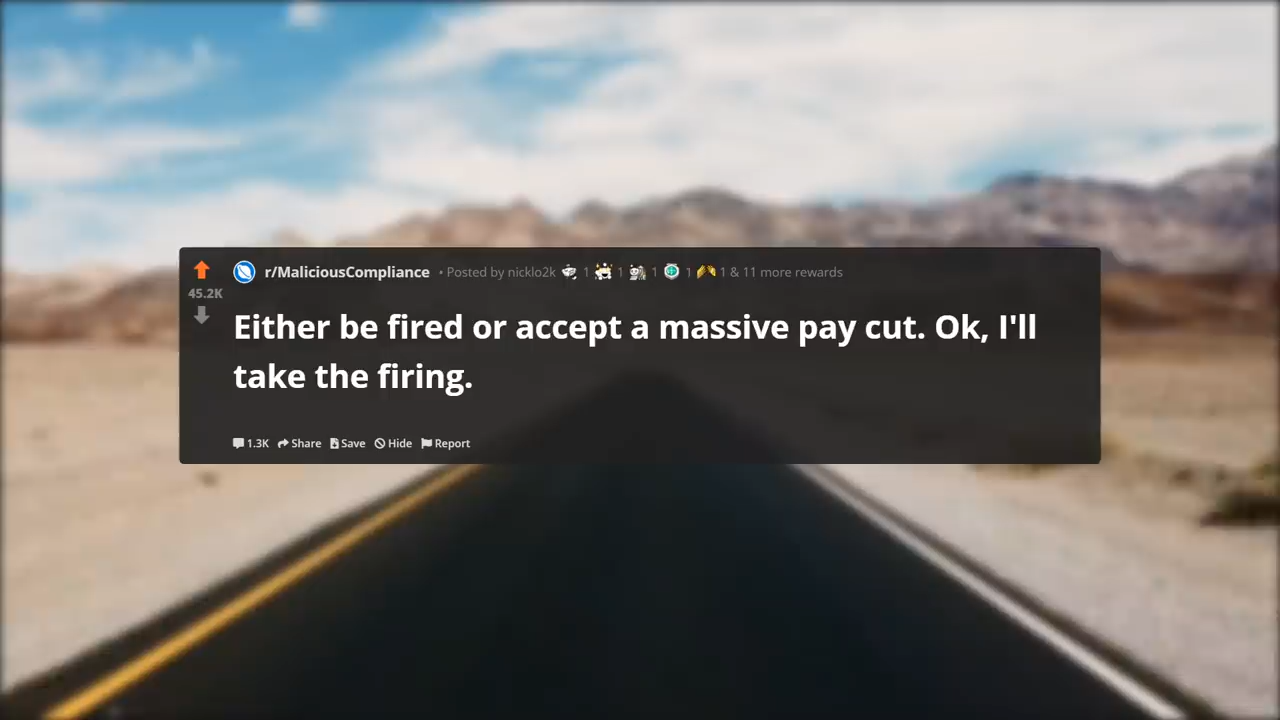 r/MaliciousCompliance • Posted by nicklo2k 1 1 1 1 1 & 11 more rewards
45.2K
Either be fired or accept a massive pay cut. Ok, I'll
take the firing.
1.3K Share Save Hide Report